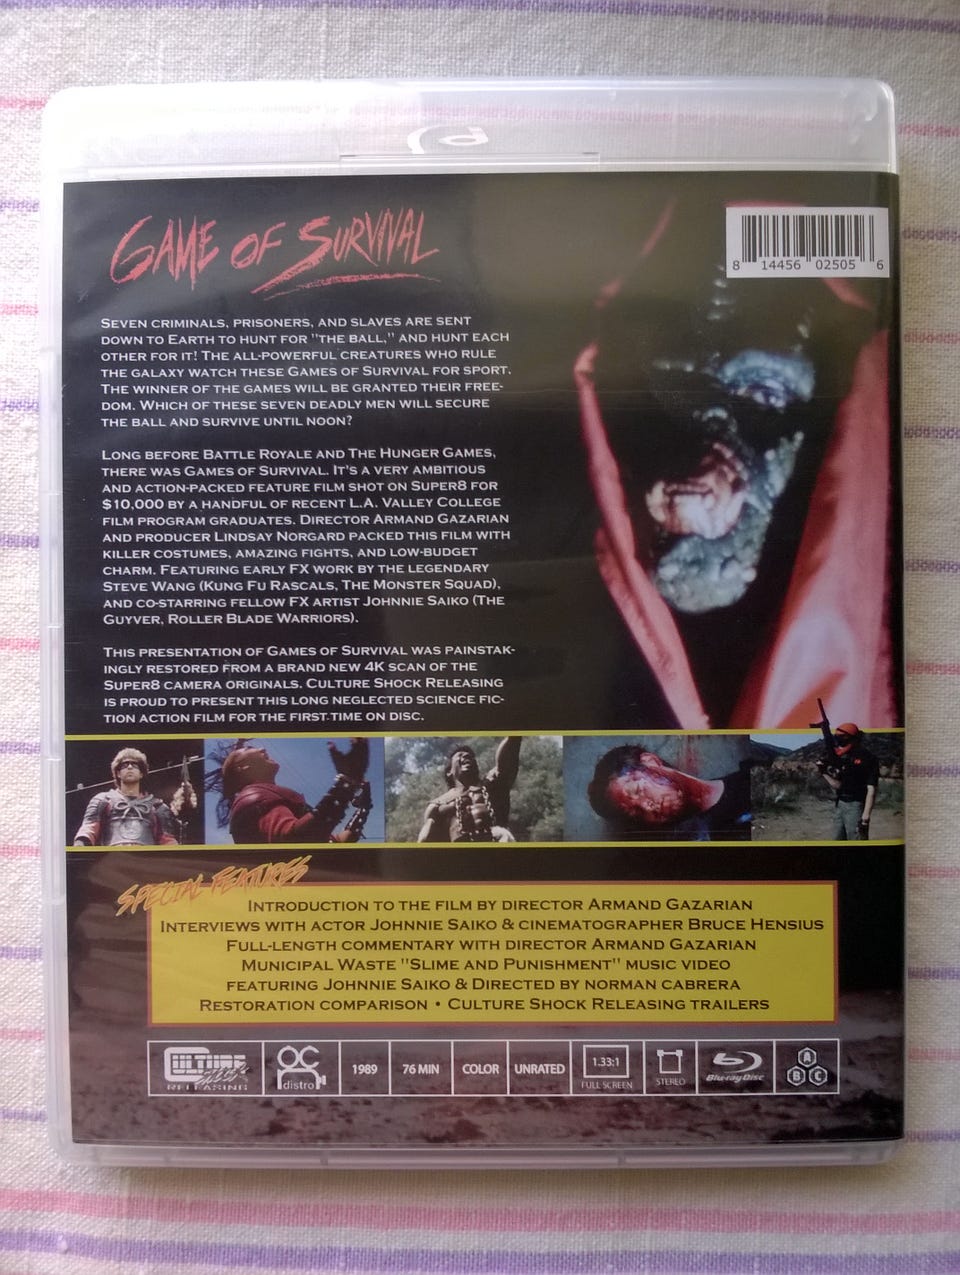 GAME OF SURVIVAL
8 14456 02505 6
SEVEN CRIMINALS, PRISONERS, AND SLAVES ARE SENT
DOWN TO EARTH TO HUNT FOR "THE BALL," AND HUNT EACH
OTHER FOR IT! THE ALL-POWERFUL CREATURES WHO RULE
THE GALAXY WATCH THESE GAMES OF SURVIVAL FOR SPORT.
THE WINNER OF THE GAMES WILL BE GRANTED THEIR FREE-
DOM. WHICH OF THESE SEVEN DEADLY MEN WILL SECURE
THE BALL AND SURVIVE UNTIL NOON?
LONG BEFORE BATTLE ROYALE AND THE HUNGER GAMES,
THERE WAS GAMES OF SURVIVAL. IT'S A VERY AMBITIOUS
AND ACTION-PACKED FEATURE FILM SHOT ON SUPER8 FOR
$10,000 BY A HANDFUL OF RECENT L.A. VALLEY COLLEGE
FILM PROGRAM GRADUATES. DIRECTOR ARMAND GAZARIAN
AND PRODUCER LINDSAY NORGARD PACKED THIS FILM WITH
KILLER COSTUMES, AMAZING FIGHTS, AND LOW-BUDGET
CHARM. FEATURING EARLY FX WORK BY THE LEGENDARY
STEVE WANG (KUNG FU RASCALS, THE MONSTER SQUAD),
AND CO-STARRING FELLOW FX ARTIST JOHNNIE SAIKO (THE
GUYVER, ROLLER BLADE WARRIORS).
THIS PRESENTATION OF GAMES OF SURVIVAL WAS PAINSTAK-
INGLY RESTORED FROM A BRAND NEW 4K SCAN OF THE
SUPER8 CAMERA ORIGINALS. CULTURE SHOCK RELEASING
IS PROUD TO PRESENT THIS LONG NEGLECTED SCIENCE FIC-
TION ACTION FILM FOR THE FIRST TIME ON DISC.
SPECIAL FEATURES
INTRODUCTION TO THE FILM BY DIRECTOR ARMAND GAZARIAN
INTERVIEWS WITH ACTOR JOHNNIE SAIKO & CINEMATOGRAPHER BRUCE HENSIUS
FULL-LENGTH COMMENTARY WITH DIRECTOR ARMAND GAZARIAN
MUNICIPAL WASTE "SLIME AND PUNISHMENT" MUSIC VIDEO
FEATURING JOHNNIE SAIKO & DIRECTED BY NORMAN CABRERA
RESTORATION COMPARISON • CULTURE SHOCK RELEASING TRAILERS
CULTURE SHOCK RELEASING
OC distro
1989
76 MIN
COLOR
UNRATED
1.33:1
FULL SCREEN
STEREO
Blu-ray Disc
A B C